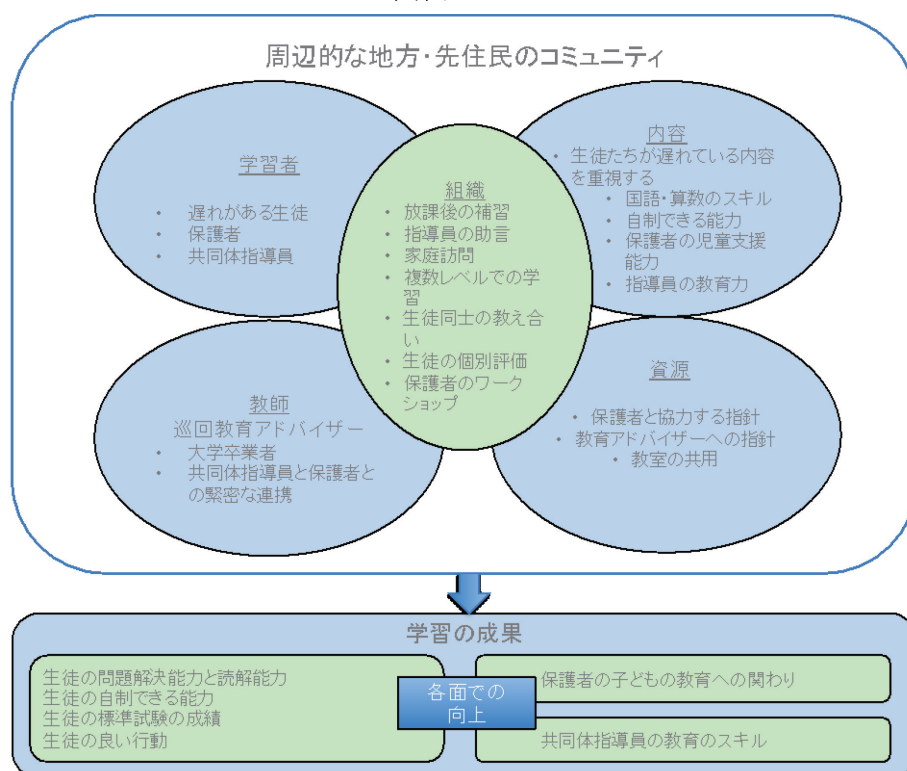 周辺的な地方・先住民のコミュニティ
学習者
• 遅れがある生徒
• 保護者
• 共同体指導員
組織
• 放課後の補習
• 指導員の助言
• 家庭訪問
• 複数レベルでの学
習
• 生徒同士の教え合
い
• 生徒の個別評価
• 保護者のワーク
ショップ
内容
• 生徒たちが遅れている内容
を重視する
• 国語・算数のスキル
• 自制できる能力
• 保護者の児童支援
能力
• 指導員の教育力
教師
巡回教育アドバイザー
• 大学卒業者
• 共同体指導員と保護者と
の緊密な連携
資源
• 保護者と協力する指針
• 教育アドバイザーへの指針
• 教室の共用
学習の成果
生徒の問題解決能力と読解能力
生徒の自制できる能力
生徒の標準試験の成績
生徒の良い行動
各面での
向上
保護者の子どもの教育への関わり
共同体指導員の教育のスキル